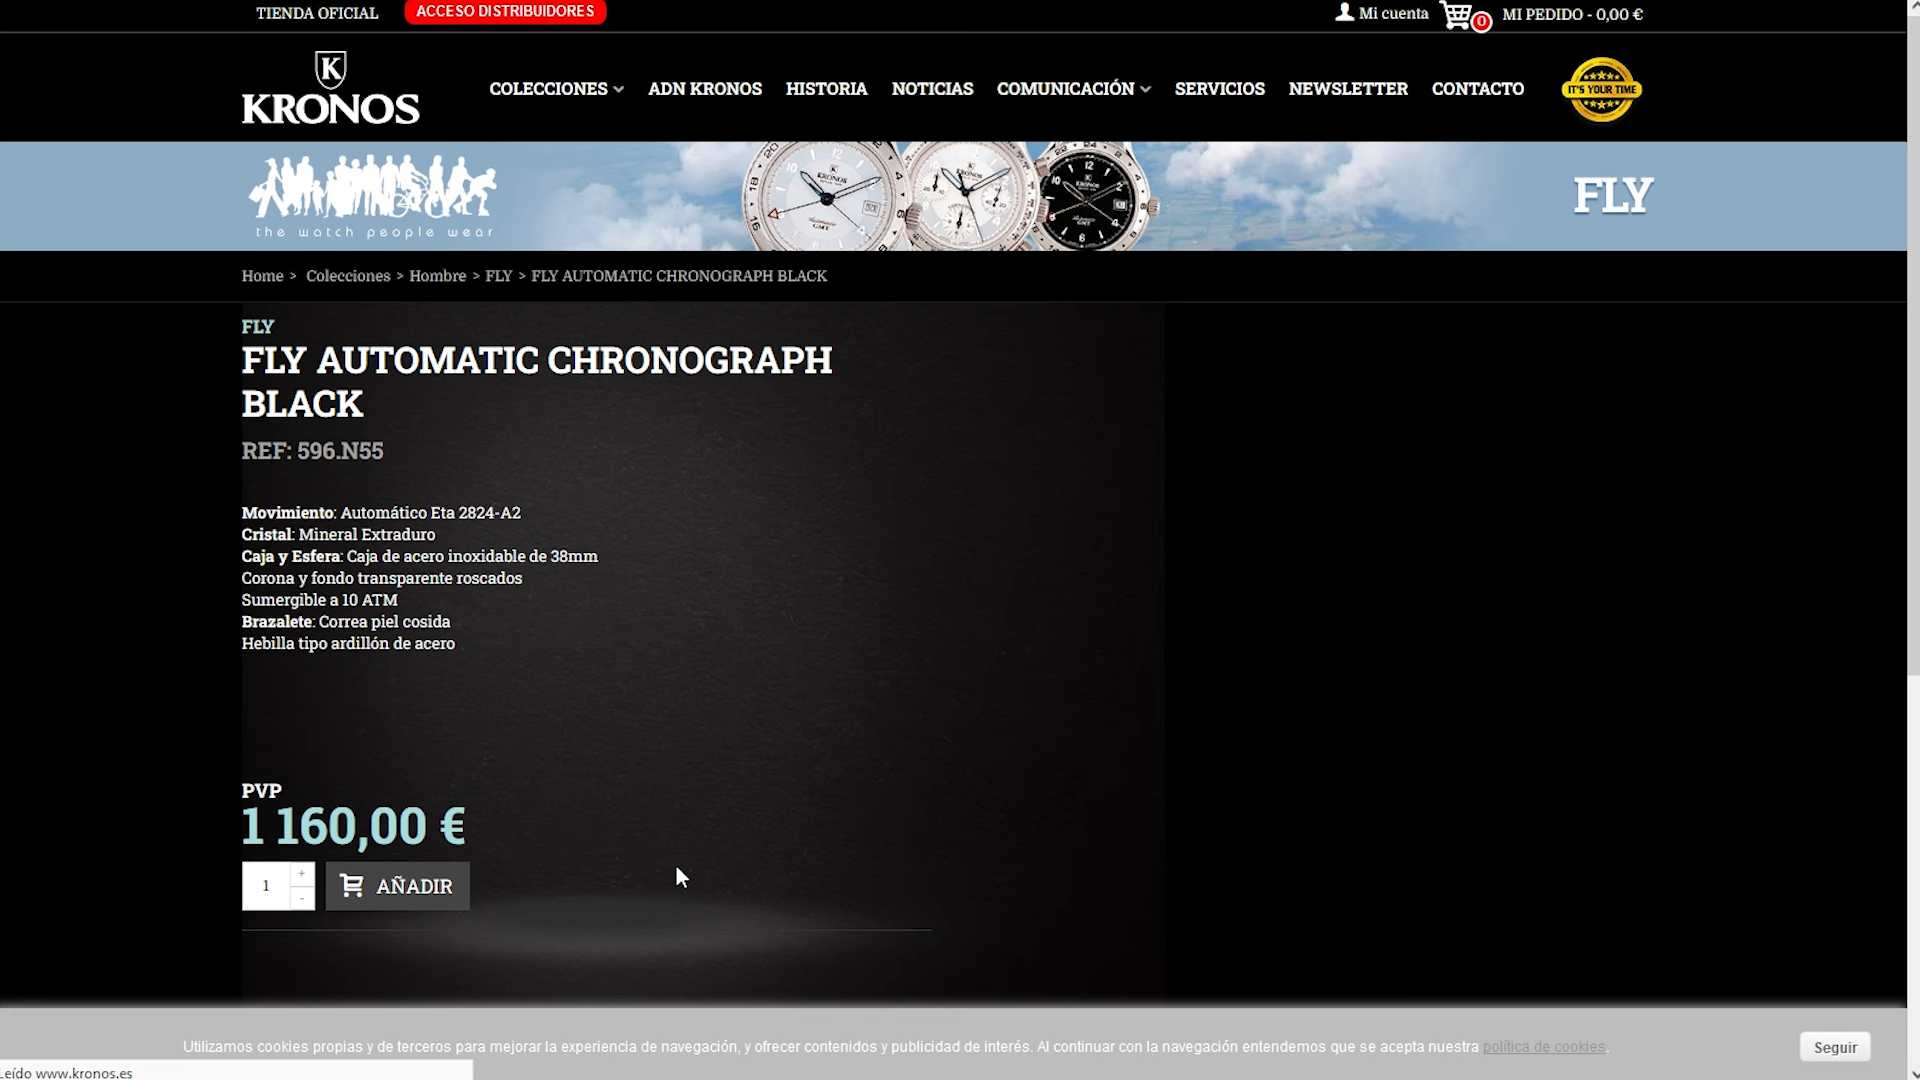 TIENDA OFICIAL
ACCESO DISTRIBUIDORES
Mi cuenta
0
MI PEDIDO - 0,00 €
K
KRONOS
COLECCIONES
ADN KRONOS
HISTORIA
NOTICIAS
COMUNICACIÓN
SERVICIOS
NEWSLETTER
CONTACTO
IT'S YOUR TIME
the watch people wear
KRONOS
Automatic
GMT
KRONOS
KRONOS
GMT
FLY
Home > Colecciones > Hombre > FLY > FLY AUTOMATIC CHRONOGRAPH BLACK
FLY
FLY AUTOMATIC CHRONOGRAPH
BLACK
REF: 596.N55
Movimiento: Automático Eta 2824-A2
Cristal: Mineral Extraduro
Caja y Esfera: Caja de acero inoxidable de 38mm
Corona y fondo transparente roscados
Sumergible a 10 ATM
Brazalete: Correa piel cosida
Hebilla tipo ardillón de acero
PVP
1 160,00 €
1
+
-
AÑADIR
Utilizamos cookies propias y de terceros para mejorar la experiencia de navegación, y ofrecer contenidos y publicidad de interés. Al continuar con la navegación entendemos que se acepta nuestra política de cookies.
Seguir
Leído www.kronos.es